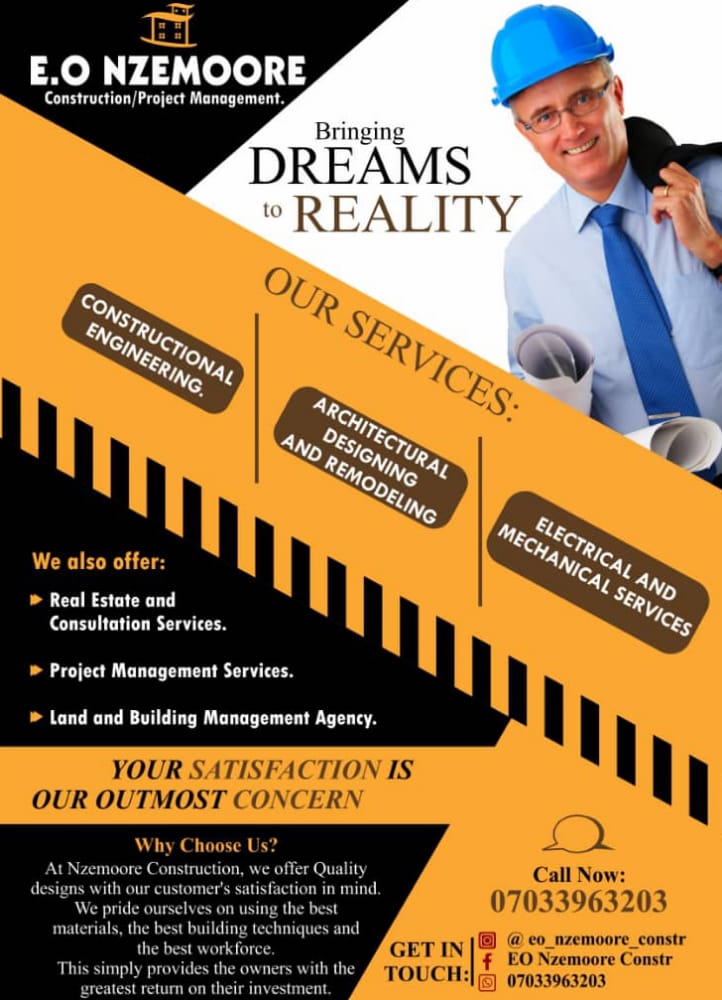 E.O NZEMOORE
Construction/Project Management.
Bringing
DREAMS
to REALITY
OUR SERVICES:
CONSTRUCTIONAL
ENGINEERING.
ARCHITECTURAL
DESIGNING
AND REMODELING
ELECTRICAL AND
MECHANICAL SERVICES
We also offer:
Real Estate and
Consultation Services.
Project Management Services.
Land and Building Management Agency.
YOUR SATISFACTION IS
OUR OUTMOST CONCERN
Why Choose Us?
At Nzemoore Construction, we offer Quality
designs with our customer's satisfaction in mind.
We pride ourselves on using the best
materials, the best building techniques and
the best workforce.
This simply provides the owners with the
greatest return on their investment.
Call Now:
07033963203
GET IN
TOUCH:
@ eo_nzemoore_constr
EO Nzemoore Constr
07033963203